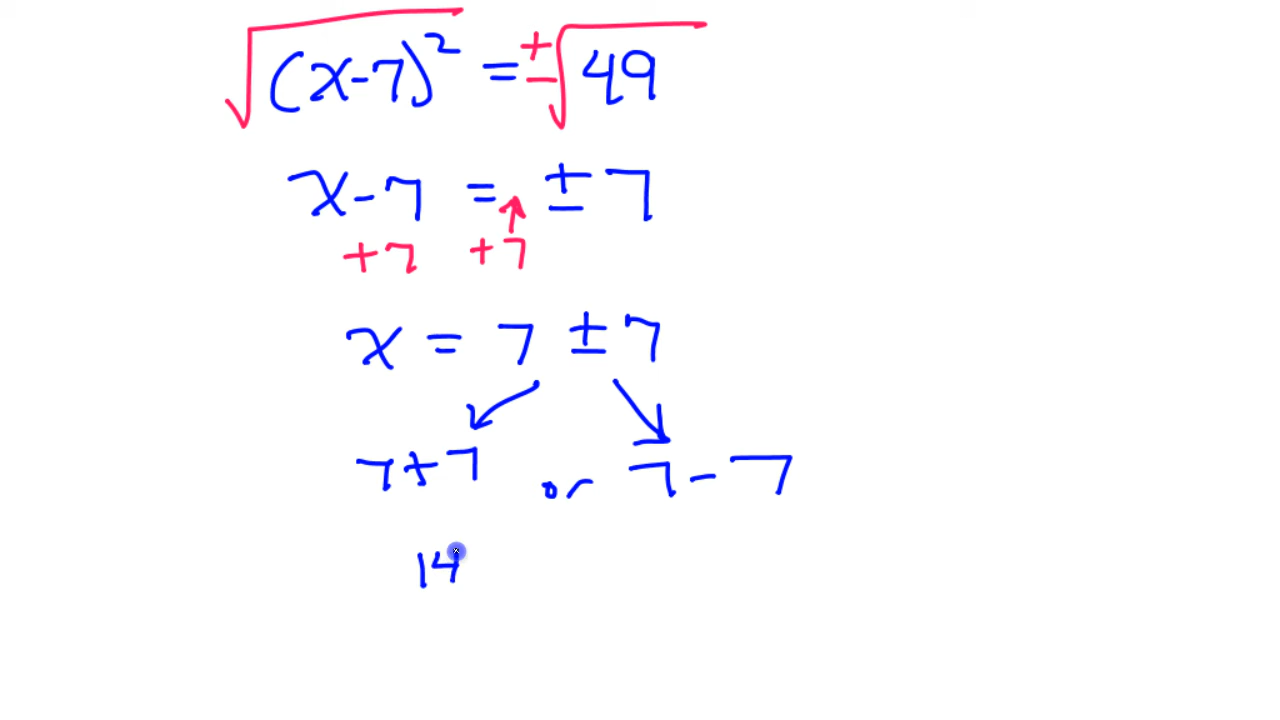 √(x-7)² = ±√49
x-7 = ±7
+7 +7
x = 7 ±7
7+7 or 7-7
14